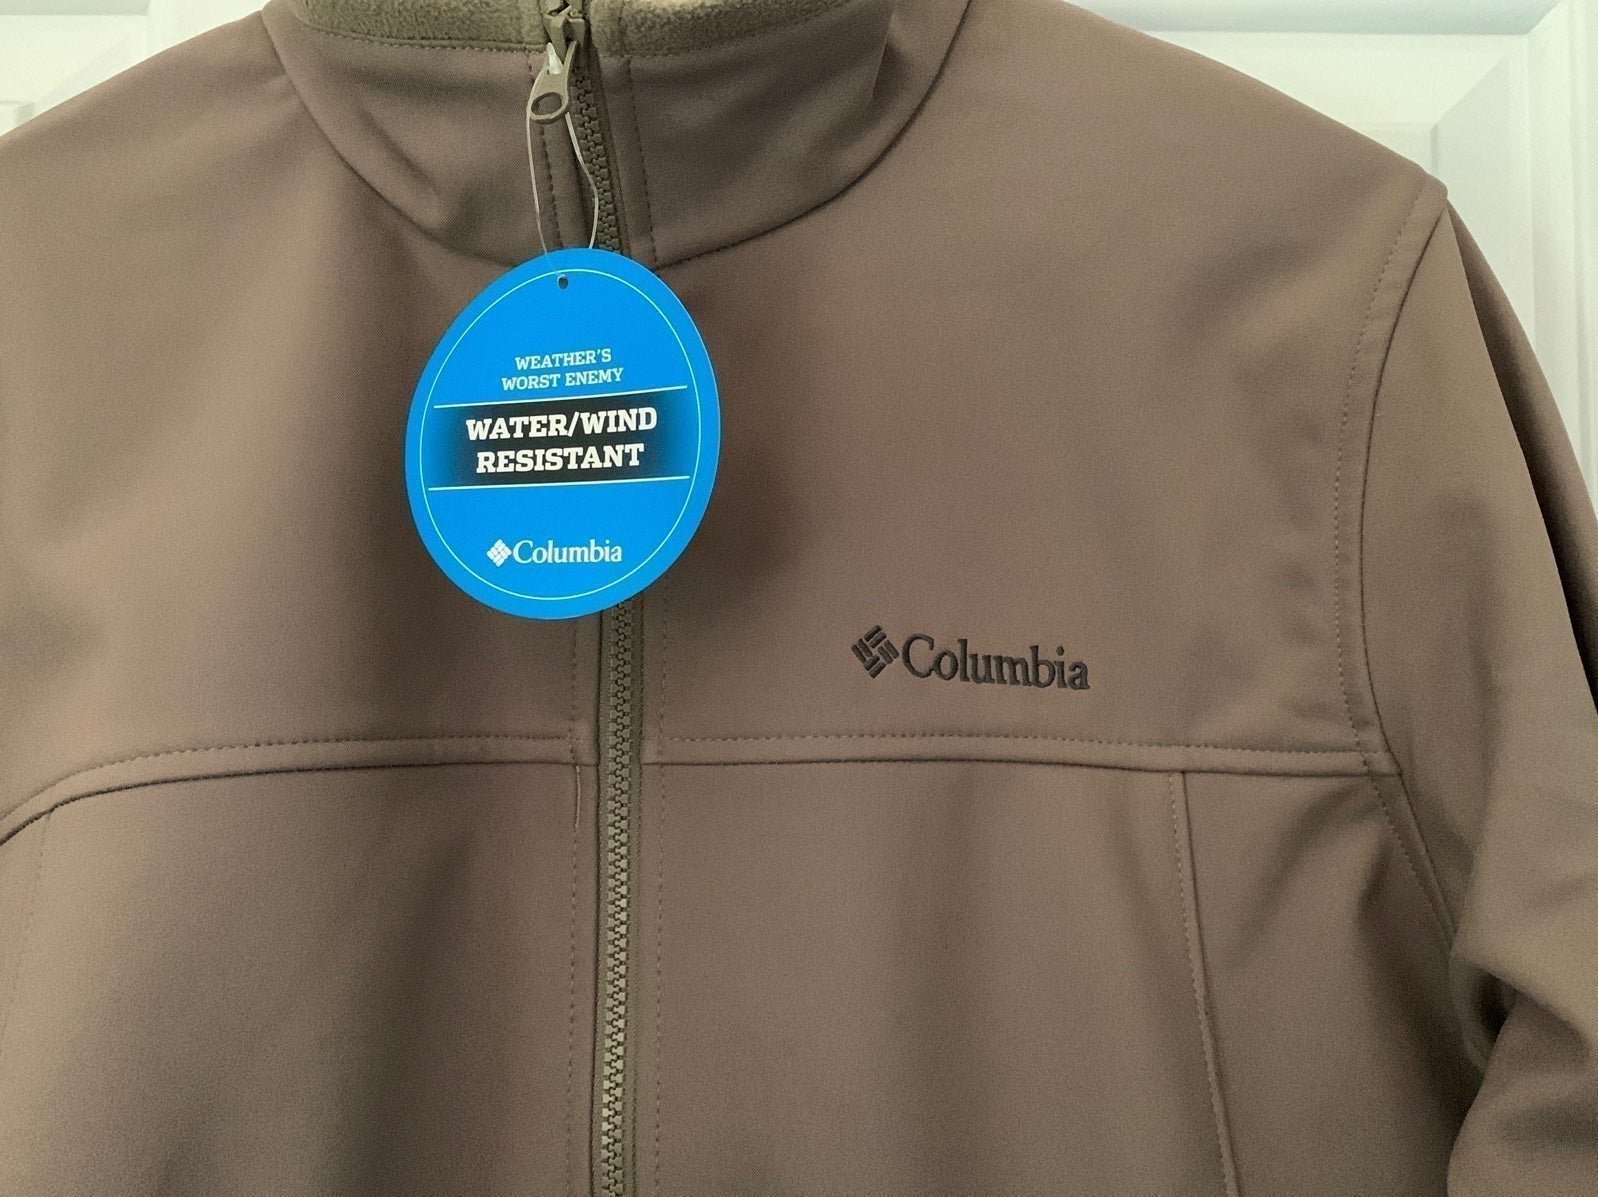 WEATHER'S
WORST ENEMY
WATER/WIND
RESISTANT
Columbia
Columbia